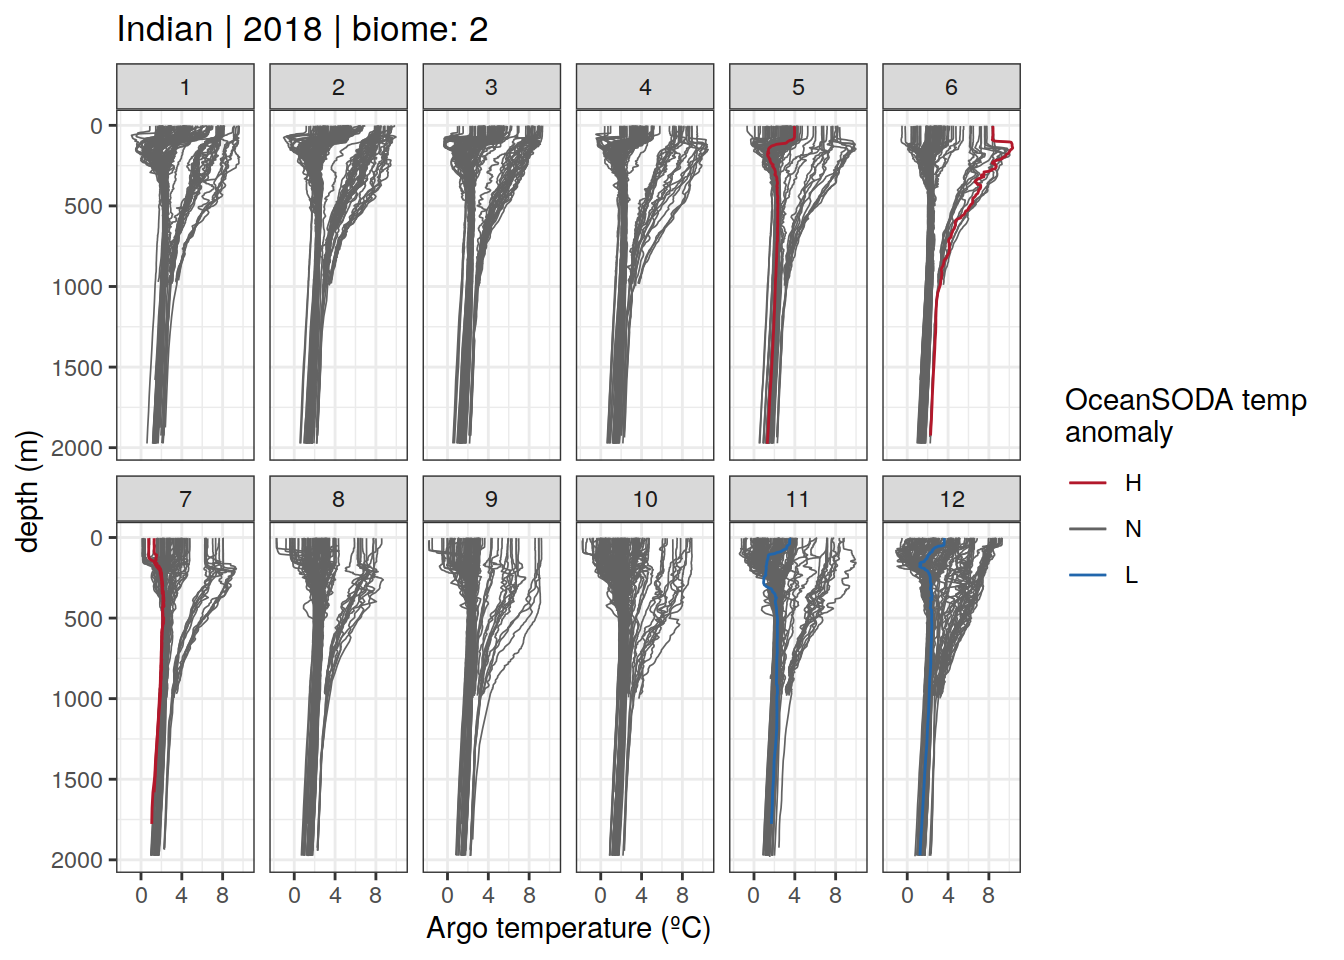 Indian | 2018 | biome: 2
1 2 3 4 5 6
0
500
1000
1500
2000
7 8 9 10 11 12
0
500
1000
1500
2000
0 4 8 0 4 8 0 4 8 0 4 8 0 4 8 0 4 8
Argo temperature (ºC)
depth (m)
OceanSODA temp
anomaly
H
N
L